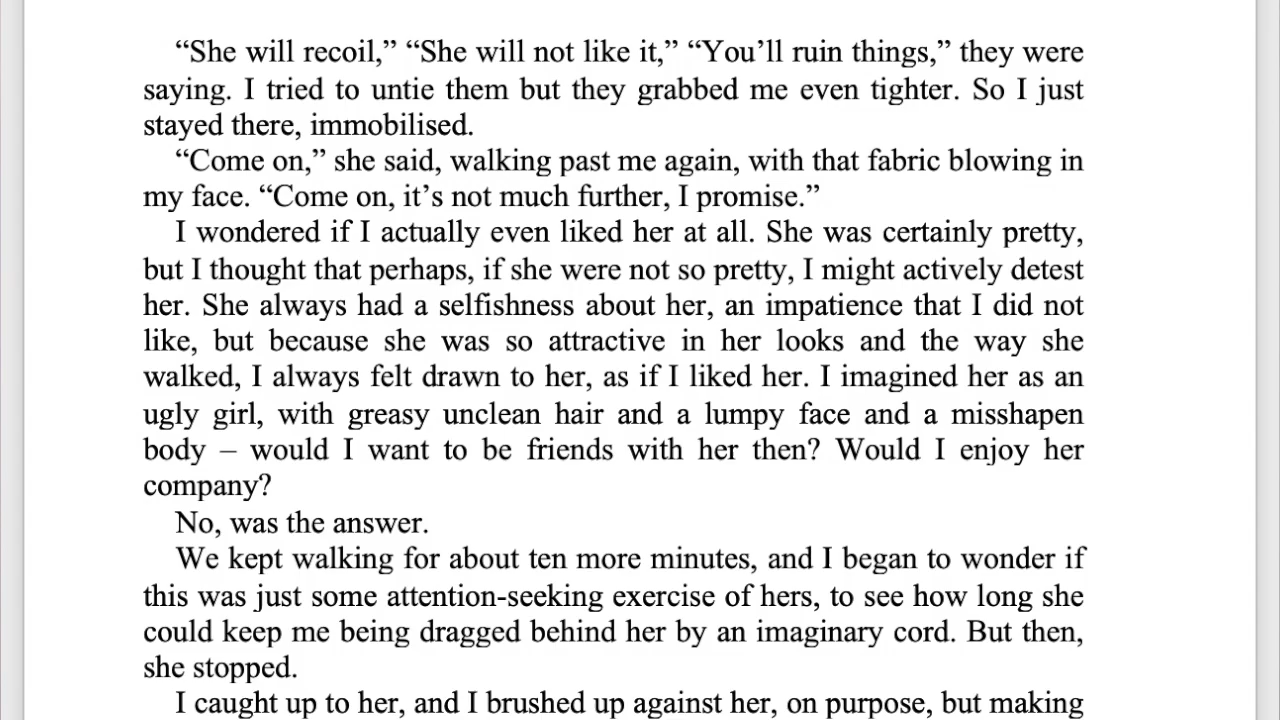 “She will recoil,” “She will not like it,” “You’ll ruin things,” they were
saying. I tried to untie them but they grabbed me even tighter. So I just
stayed there, immobilised.
“Come on,” she said, walking past me again, with that fabric blowing in
my face. “Come on, it’s not much further, I promise.”
I wondered if I actually even liked her at all. She was certainly pretty,
but I thought that perhaps, if she were not so pretty, I might actively detest
her. She always had a selfishness about her, an impatience that I did not
like, but because she was so attractive in her looks and the way she
walked, I always felt drawn to her, as if I liked her. I imagined her as an
ugly girl, with greasy unclean hair and a lumpy face and a misshapen
body – would I want to be friends with her then? Would I enjoy her
company?
No, was the answer.
We kept walking for about ten more minutes, and I began to wonder if
this was just some attention-seeking exercise of hers, to see how long she
could keep me being dragged behind her by an imaginary cord. But then,
she stopped.
I caught up to her, and I brushed up against her, on purpose, but making